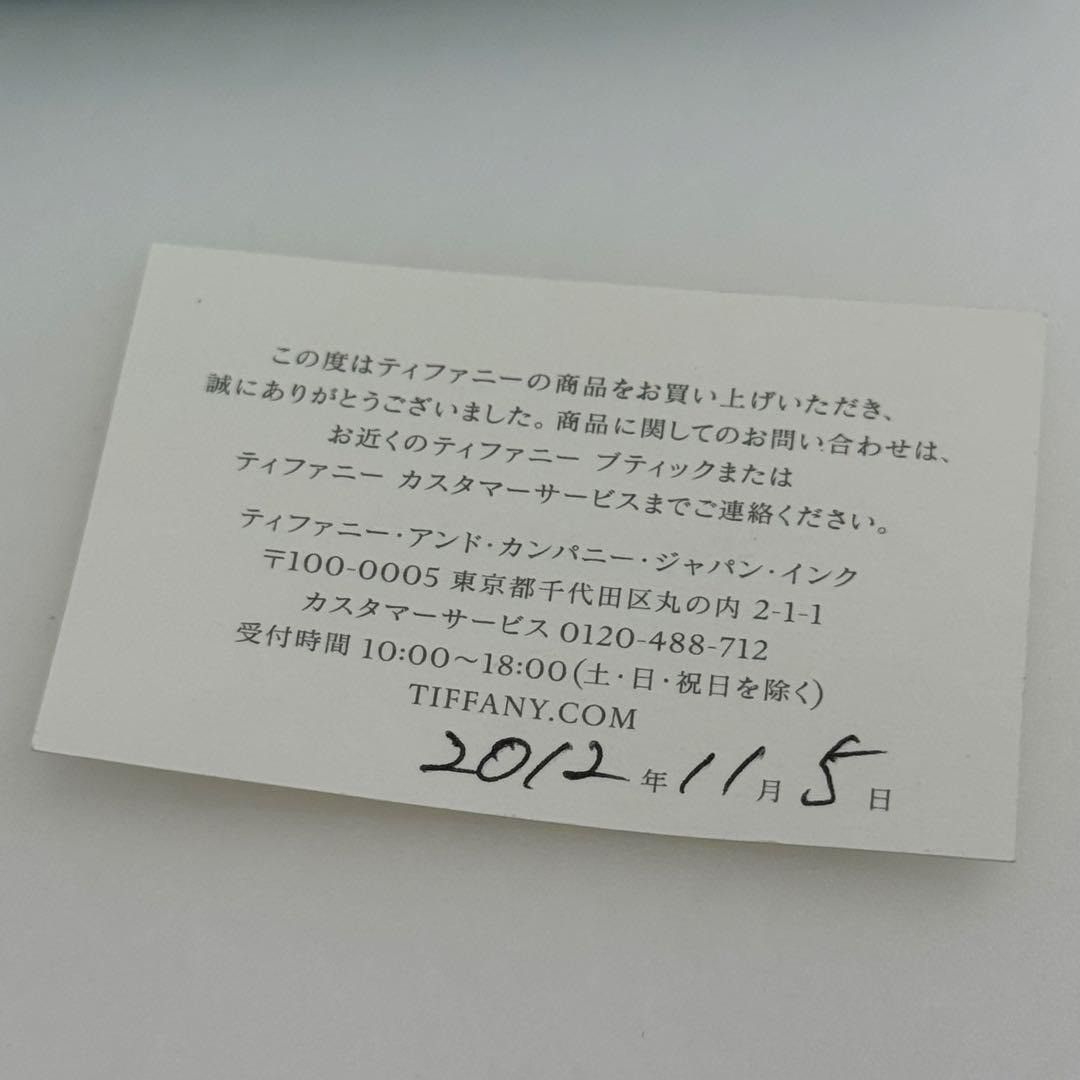 この度はティファニーの商品をお買い上げいただき、
誠にありがとうございました。商品に関してのお問い合わせは、
お近くのティファニー ブティックまたは
ティファニー カスタマーサービスまでご連絡ください。
ティファニー・アンド・カンパニー・ジャパン・インク
〒100-0005 東京都千代田区丸の内 2-1-1
カスタマーサービス 0120-488-712
受付時間 10:00～18:00(土・日・祝日を除く)
TIFFANY.COM
2012年11月5日